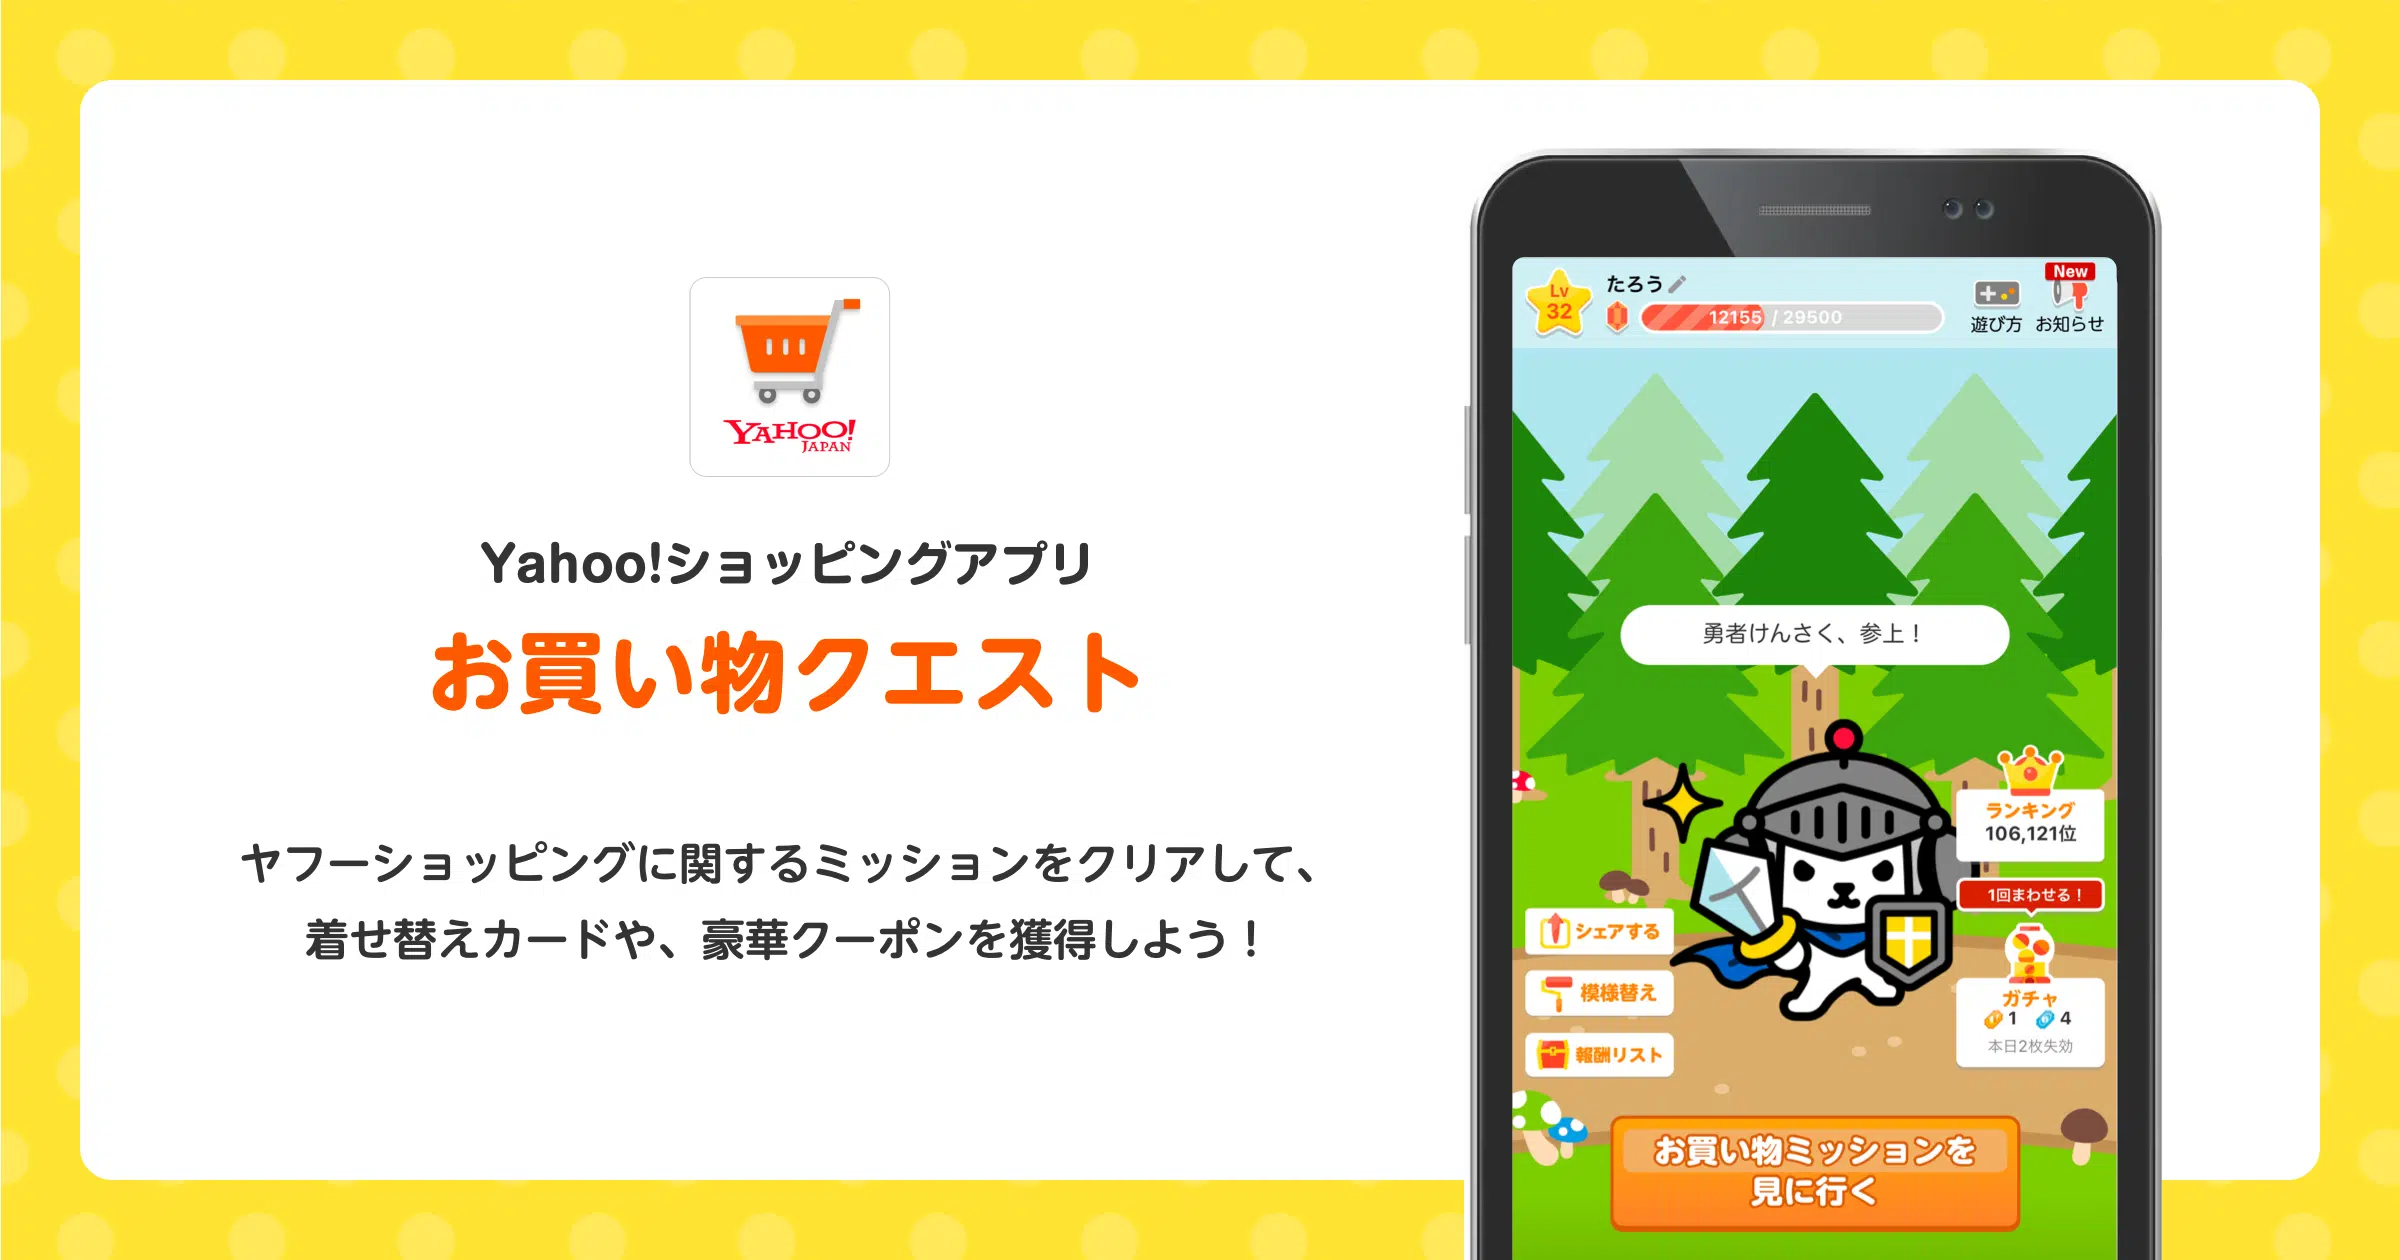 YAHOO!
JAPAN
Yahoo!ショッピングアプリ
お買い物クエスト
ヤフーショッピングに関するミッションをクリアして、
着せ替えカードや、豪華クーポンを獲得しよう！
Lv
32
たろう
12155 / 29500
遊び方
New
お知らせ
勇者けんさく、参上！
ランキング
106,121位
1回まわせる！
ガチャ
1 4
本日2枚失効
シェアする
模様替え
報酬リスト
お買い物ミッションを
見に行く